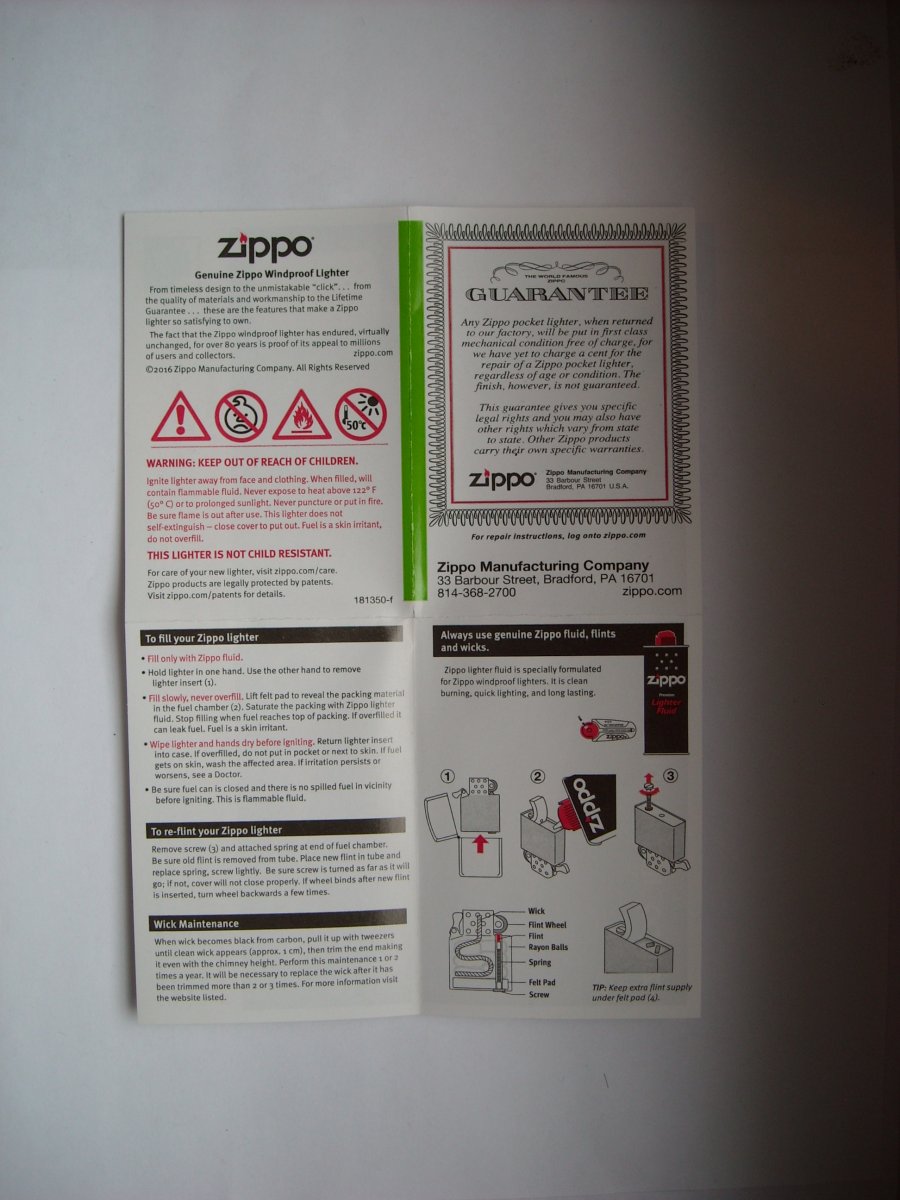 zippo
Genuine Zippo Windproof Lighter
From timeless design to the unmistakable "click"... from
the quality of materials and workmanship to the Lifetime
Guarantee ... these are the features that make a Zippo
lighter so satisfying to own.
The fact that the Zippo windproof lighter has endured, virtually
unchanged, for over 80 years is proof of its appeal to millions
of users and collectors.
zippo.com
©2016 Zippo Manufacturing Company. All Rights Reserved
50°C
WARNING: KEEP OUT OF REACH OF CHILDREN.
Ignite lighter away from face and clothing. When filled, will
contain flammable fluid. Never expose to heat above 122° F
(50° C) or to prolonged sunlight. Never puncture or put in fire.
Be sure flame is out after use. This lighter does not
self-extinguish – close cover to put out. Fuel is a skin irritant,
do not overfill.
THIS LIGHTER IS NOT CHILD RESISTANT.
For care of your new lighter, visit zippo.com/care.
Zippo products are legally protected by patents.
Visit zippo.com/patents for details.
181350-f
THE WORLD FAMOUS
ZIPPO
GUARANTEE
Any Zippo pocket lighter, when returned
to our factory, will be put in first class
mechanical condition free of charge, for
we have yet to charge a cent for the
repair of a Zippo pocket lighter,
regardless of age or condition. The
finish, however, is not guaranteed.
This guarantee gives you specific
legal rights and you may also have
other rights which vary from state
to state. Other Zippo products
carry their own specific warranties.
zippo
Zippo Manufacturing Company
33 Barbour Street
Bradford, PA 16701 U.S.A.
For repair instructions, log onto zippo.com
Zippo Manufacturing Company
33 Barbour Street, Bradford, PA 16701
814-368-2700
zippo.com
To fill your Zippo lighter
• Fill only with Zippo fluid.
• Hold lighter in one hand. Use the other hand to remove
lighter insert (1).
• Fill slowly, never overfill. Lift felt pad to reveal the packing material
in the fuel chamber (2). Saturate the packing with Zippo lighter
fluid. Stop filling when fuel reaches top of packing. If overfilled it
can leak fuel. Fuel is a skin irritant.
• Wipe lighter and hands dry before igniting. Return lighter insert
into case. If overfilled, do not put in pocket or next to skin. If fuel
gets on skin, wash the affected area. If irritation persists or
worsens, see a Doctor.
• Be sure fuel can is closed and there is no spilled fuel in vicinity
before igniting. This is flammable fluid.
To re-flint your Zippo lighter
Remove screw (3) and attached spring at end of fuel chamber.
Be sure old flint is removed from tube. Place new flint in tube and
replace spring, screw lightly. Be sure screw is turned as far as it will
go; if not, cover will not close properly. If wheel binds after new flint
is inserted, turn wheel backwards a few times.
Wick Maintenance
When wick becomes black from carbon, pull it up with tweezers
until clean wick appears (approx. 1 cm), then trim the end making
it even with the chimney height. Perform this maintenance 1 or 2
times a year. It will be necessary to replace the wick after it has
been trimmed more than 2 or 3 times. For more information visit
the website listed.
Always use genuine Zippo fluid, flints
and wicks.
Zippo lighter fluid is specially formulated
for Zippo windproof lighters. It is clean
burning, quick lighting, and long lasting.
zippo
Premium
Lighter
Fluid
zippo
1
2
3
zippo
Wick
Flint Wheel
Flint
Rayon Balls
Spring
Felt Pad
Screw
TIP: Keep extra flint supply
under felt pad (4).